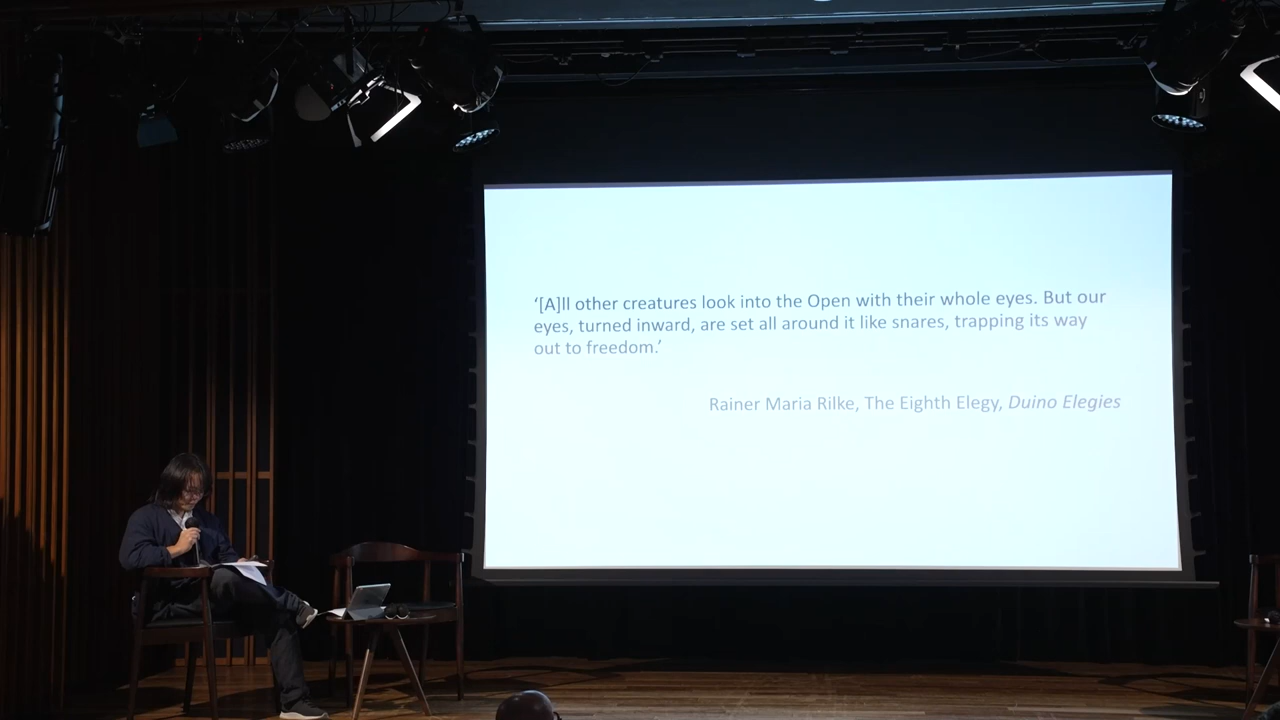 ‘[A]ll other creatures look into the Open with their whole eyes. But our
eyes, turned inward, are set all around it like snares, trapping its way
out to freedom.’
Rainer Maria Rilke, The Eighth Elegy, Duino Elegies